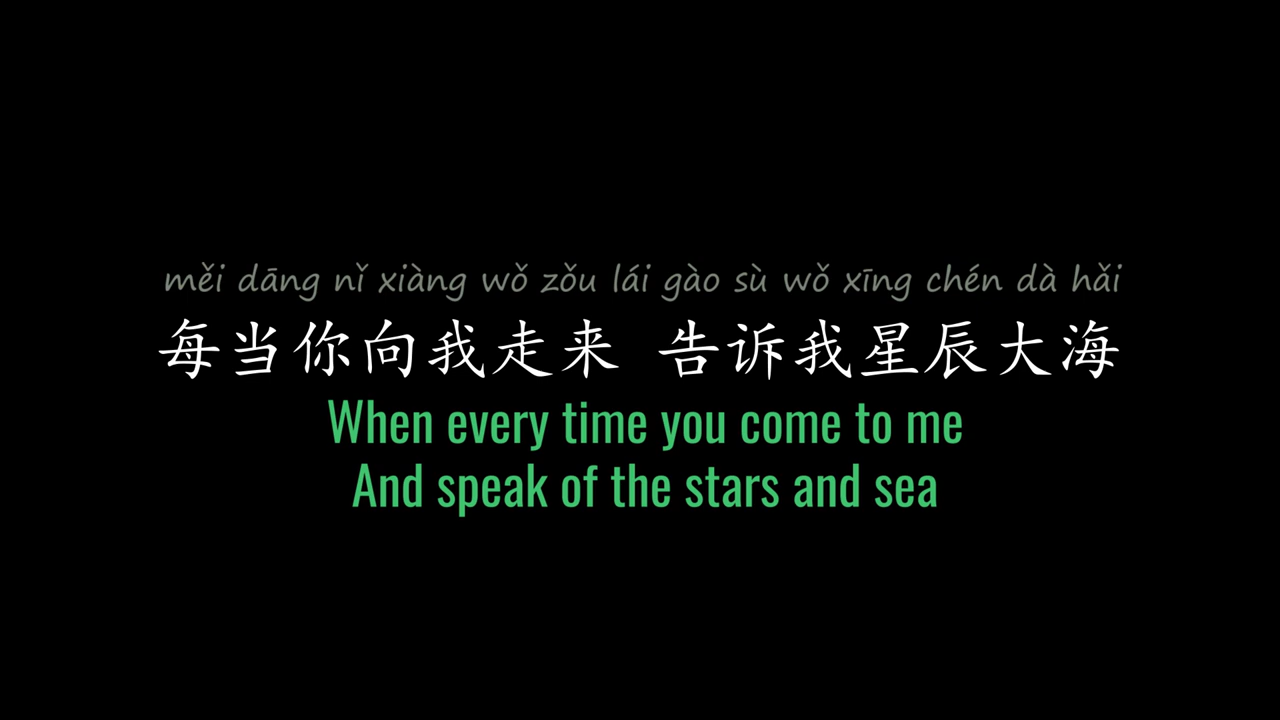 měi dāng nǐ xiàng wǒ zǒu lái gào sù wǒ xīng chén dà hǎi
每当你向我走来 告诉我星辰大海
When every time you come to me
And speak of the stars and sea